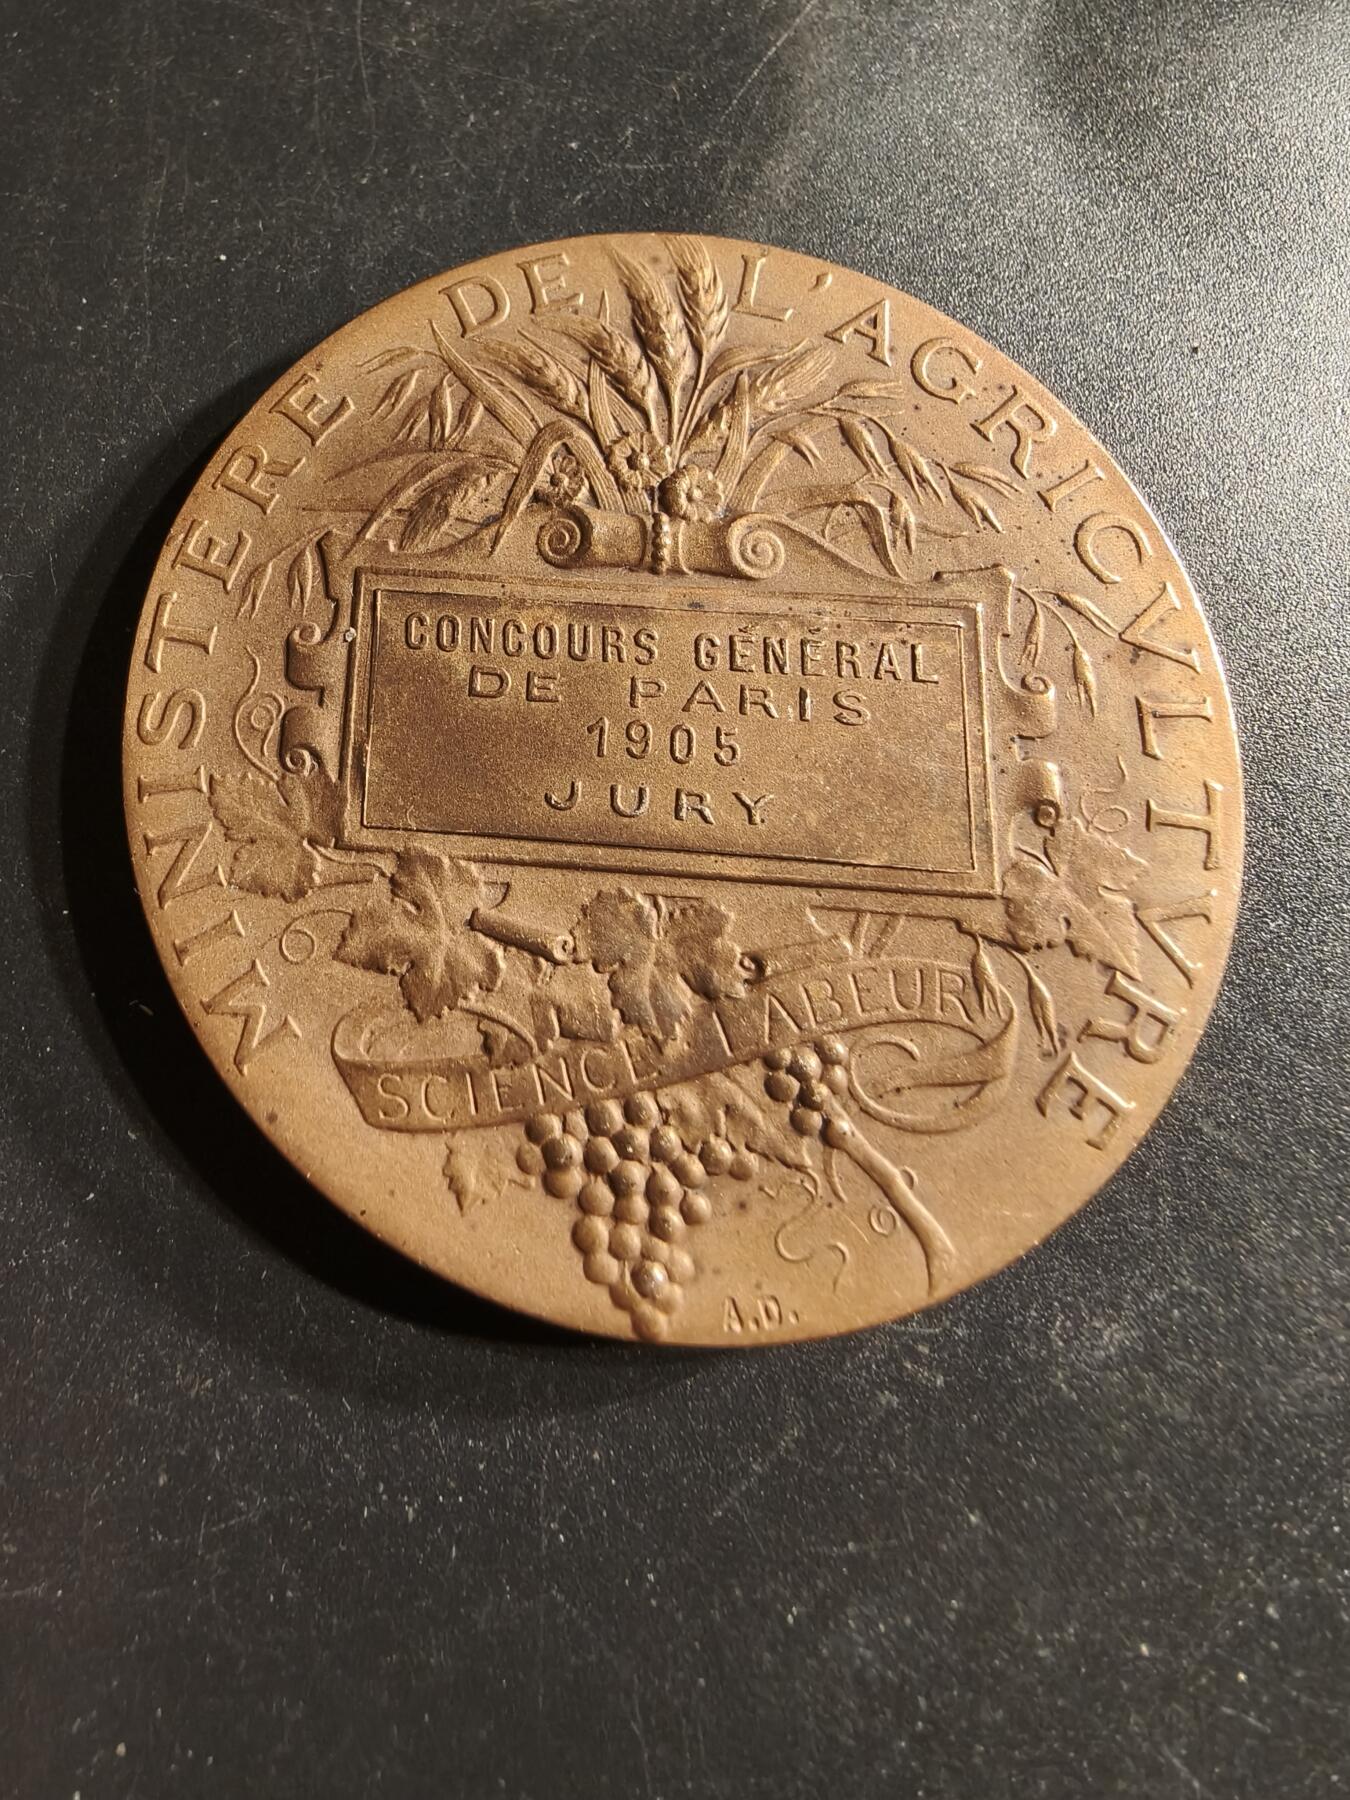 MINISTÈRE DE L'AGRICVLTVRE
CONCOURS GÉNÉRAL
DE PARIS
1905
JURY
SCIENCE LABEUR
A.D.